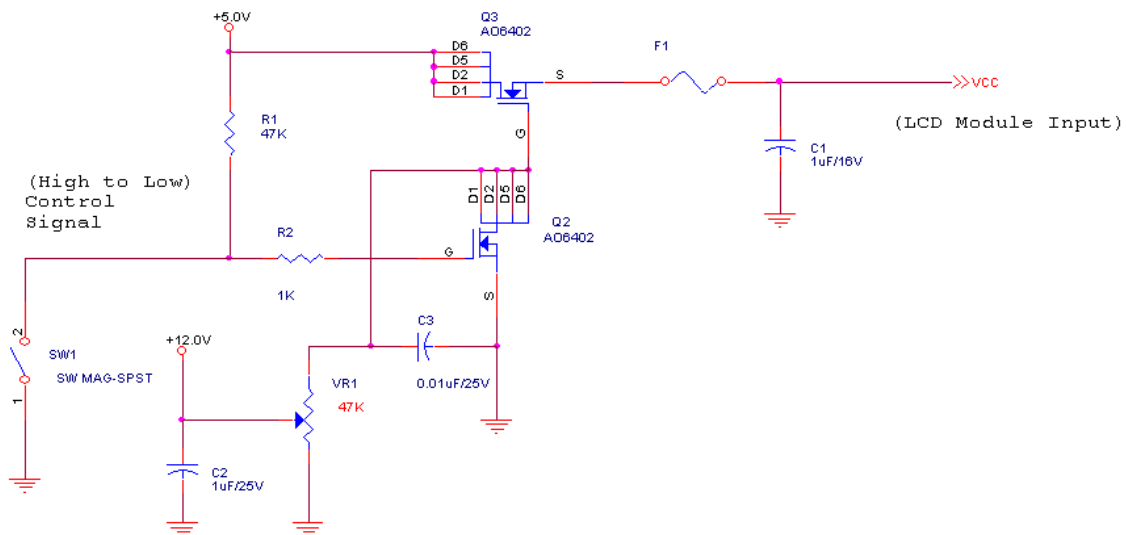 +5.0V
Q3
AO6402
D6
D5
D2
D1
S
G
F1
VCC
(LCD Module Input)
R1
47K
C1
1uF/16V
(High to Low)
Control
Signal
D1
D2
D5
D6
Q2
AO6402
R2
1K
G
S
C3
0.01uF/25V
+12.0V
2
SW1
SW MAG-SPST
1
VR1
47K
C2
1uF/25V